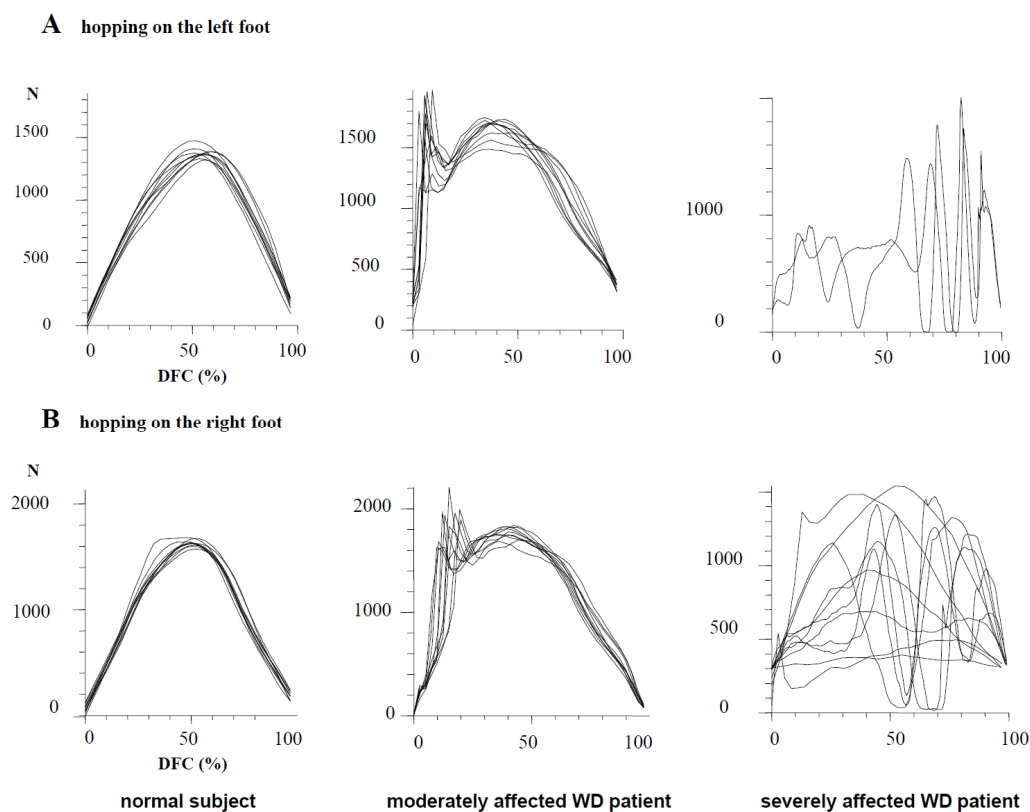 A hopping on the left foot
N
1500
1000
500
0
0 50 100
DFC (%)
1500
1000
500
0
0 50 100
1000
0
0 50 100
B hopping on the right foot
N
2000
1000
0
0 50 100
DFC (%)
2000
1000
0
0 50 100
1000
500
0
0 50 100
normal subject moderately affected WD patient severely affected WD patient